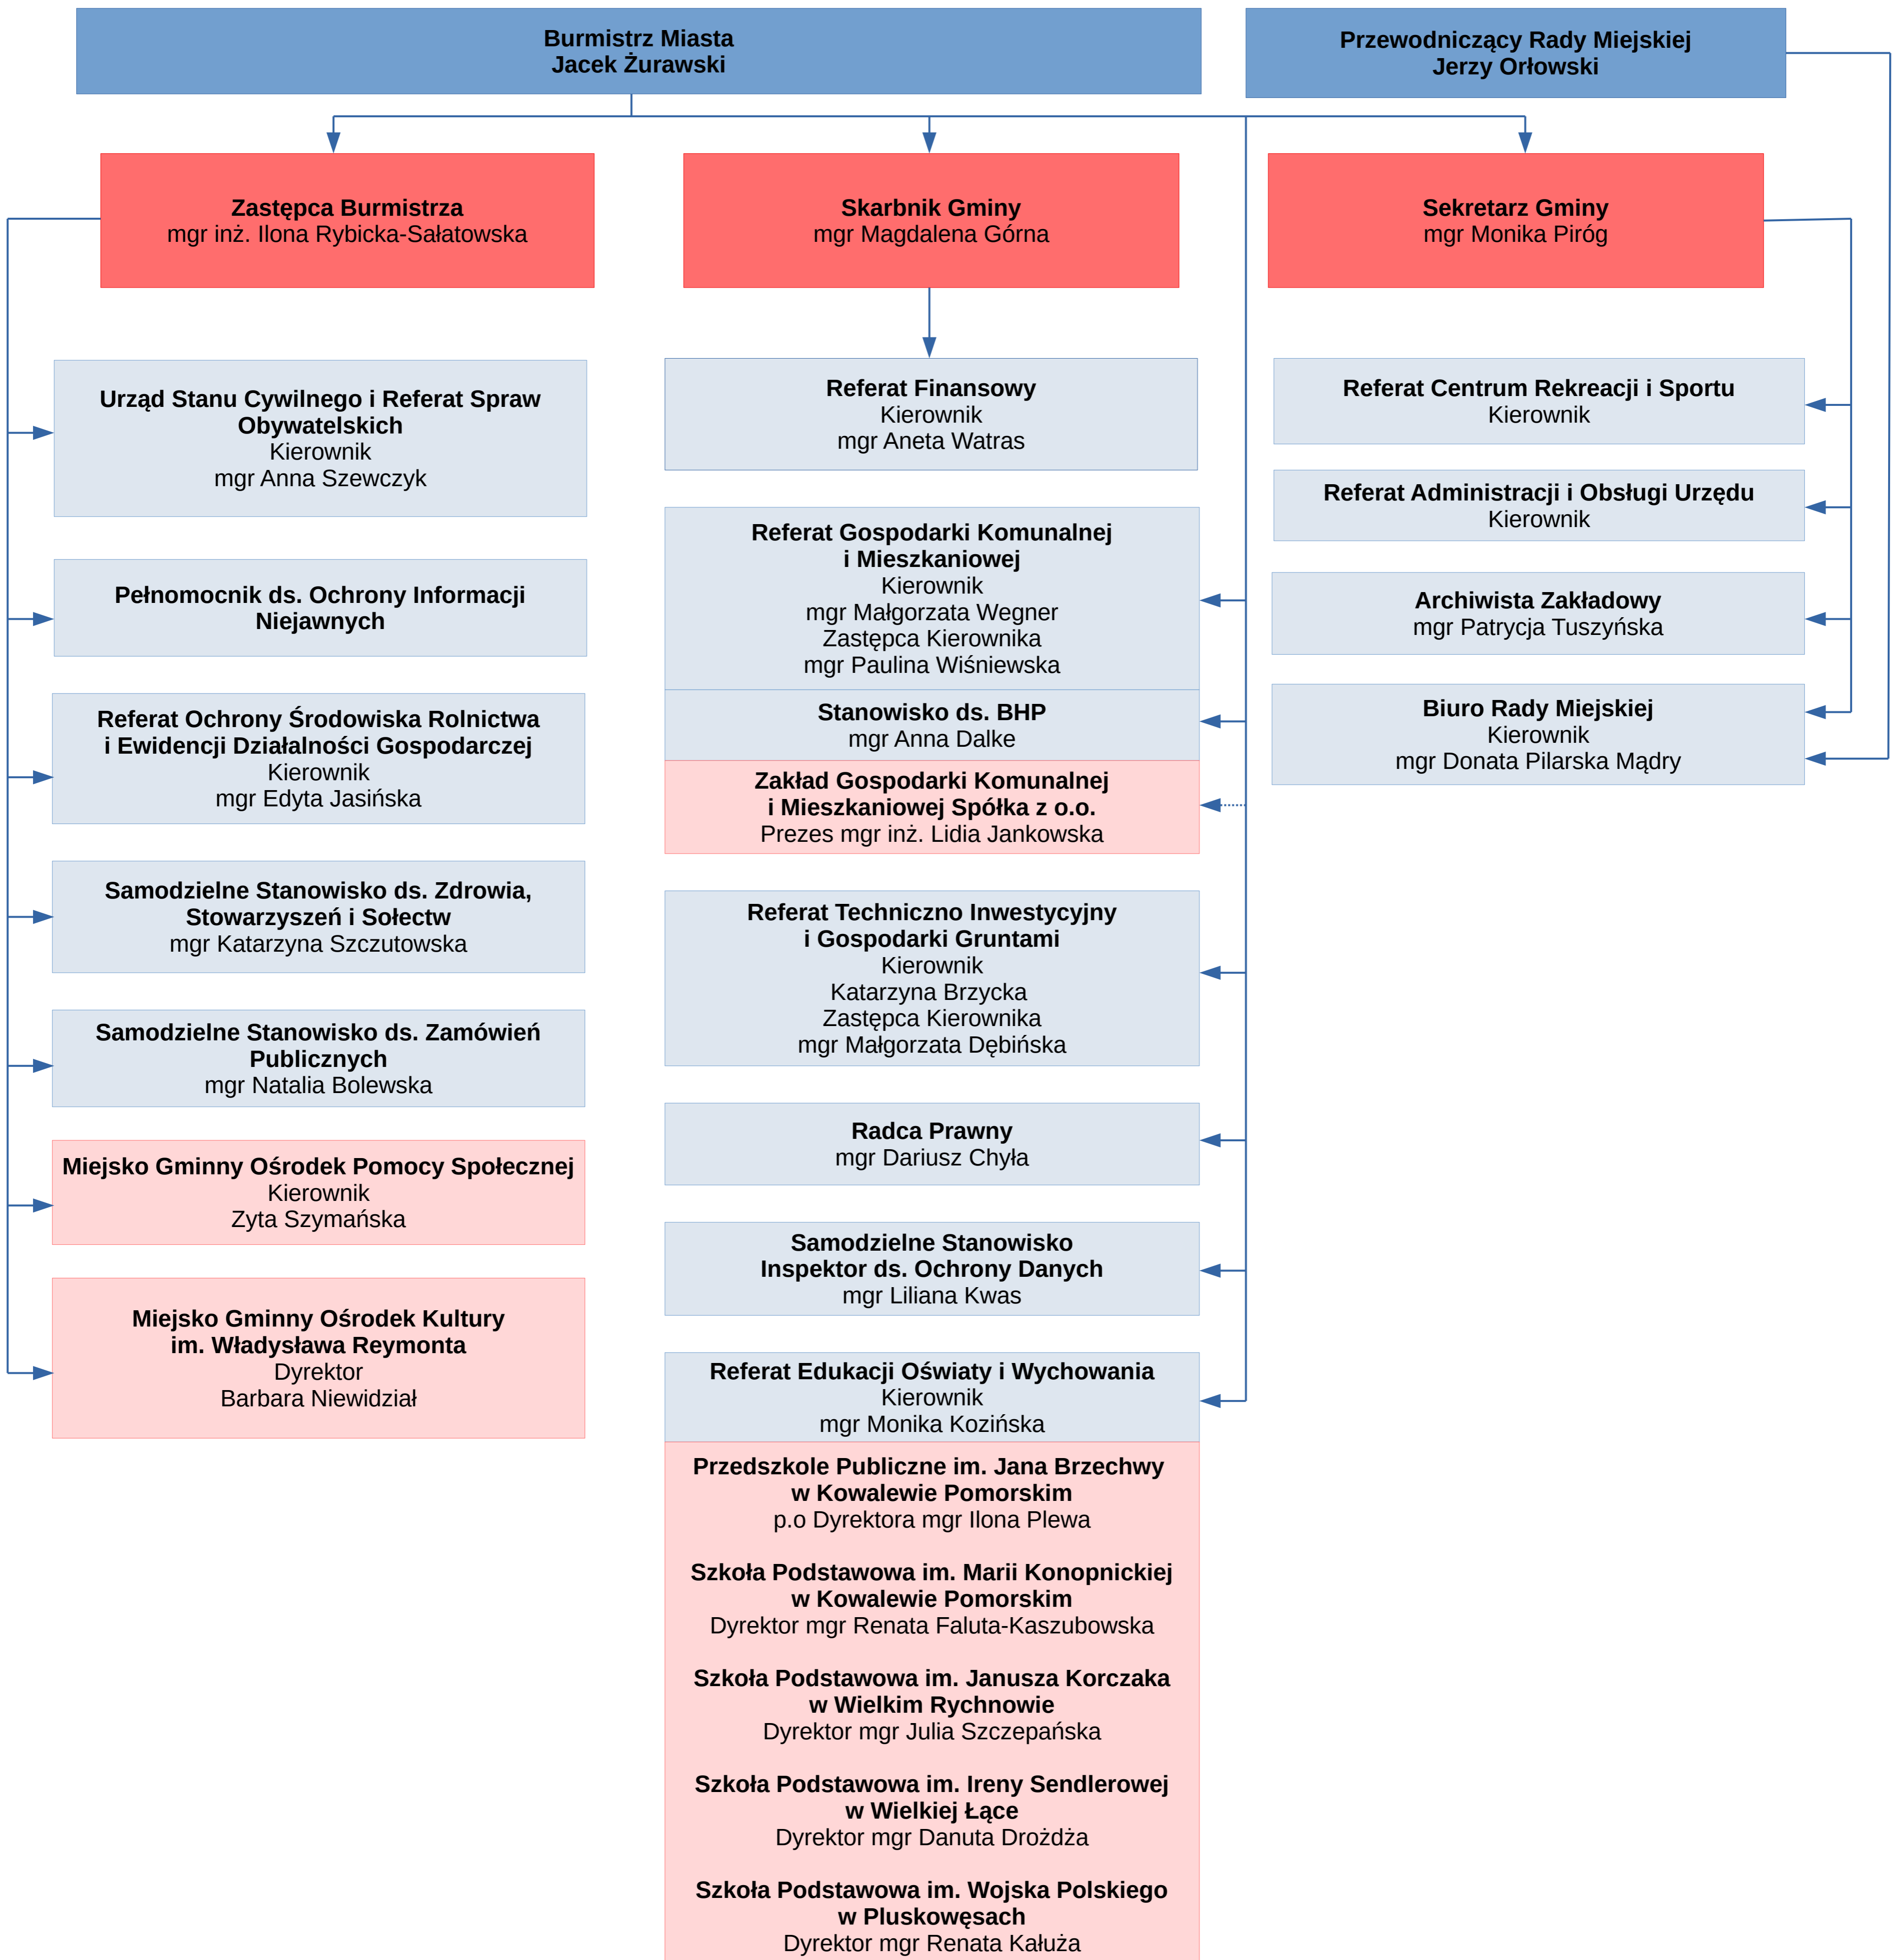 Burmistrz Miasta
Jacek Żurawski
Przewodniczący Rady Miejskiej
Jerzy Orłowski
Zastępca Burmistrza
mgr inż. Ilona Rybicka-Sałatowska
Skarbnik Gminy
mgr Magdalena Górna
Sekretarz Gminy
mgr Monika Piróg
Urząd Stanu Cywilnego i Referat Spraw
Obywatelskich
Kierownik
mgr Anna Szewczyk
Pełnomocnik ds. Ochrony Informacji
Niejawnych
Referat Ochrony Środowiska Rolnictwa
i Ewidencji Działalności Gospodarczej
Kierownik
mgr Edyta Jasińska
Samodzielne Stanowisko ds. Zdrowia,
Stowarzyszeń i Sołectw
mgr Katarzyna Szczutowska
Samodzielne Stanowisko ds. Zamówień
Publicznych
mgr Natalia Bolewska
Miejsko Gminny Ośrodek Pomocy Społecznej
Kierownik
Zyta Szymańska
Miejsko Gminny Ośrodek Kultury
im. Władysława Reymonta
Dyrektor
Barbara Niewidział
Referat Finansowy
Kierownik
mgr Aneta Watras
Referat Gospodarki Komunalnej
i Mieszkaniowej
Kierownik
mgr Małgorzata Wegner
Zastępca Kierownika
mgr Paulina Wiśniewska
Stanowisko ds. BHP
mgr Anna Dalke
Zakład Gospodarki Komunalnej
i Mieszkaniowej Spółka z o.o.
Prezes mgr inż. Lidia Jankowska
Referat Techniczno Inwestycyjny
i Gospodarki Gruntami
Kierownik
Katarzyna Brzycka
Zastępca Kierownika
mgr Małgorzata Dębińska
Radca Prawny
mgr Dariusz Chyła
Samodzielne Stanowisko
Inspektor ds. Ochrony Danych
mgr Liliana Kwas
Referat Edukacji Oświaty i Wychowania
Kierownik
mgr Monika Kozińska
Przedszkole Publiczne im. Jana Brzechwy
w Kowalewie Pomorskim
p.o Dyrektora mgr Ilona Plewa
Szkoła Podstawowa im. Marii Konopnickiej
w Kowalewie Pomorskim
Dyrektor mgr Renata Faluta-Kaszubowska
Szkoła Podstawowa im. Janusza Korczaka
w Wielkim Rychnowie
Dyrektor mgr Julia Szczepańska
Szkoła Podstawowa im. Ireny Sendlerowej
w Wielkiej Łące
Dyrektor mgr Danuta Drożdża
Szkoła Podstawowa im. Wojska Polskiego
w Pluskowęsach
Dyrektor mgr Renata Kałuża
Referat Centrum Rekreacji i Sportu
Kierownik
Referat Administracji i Obsługi Urzędu
Kierownik
Archiwista Zakładowy
mgr Patrycja Tuszyńska
Biuro Rady Miejskiej
Kierownik
mgr Donata Pilarska Mądry